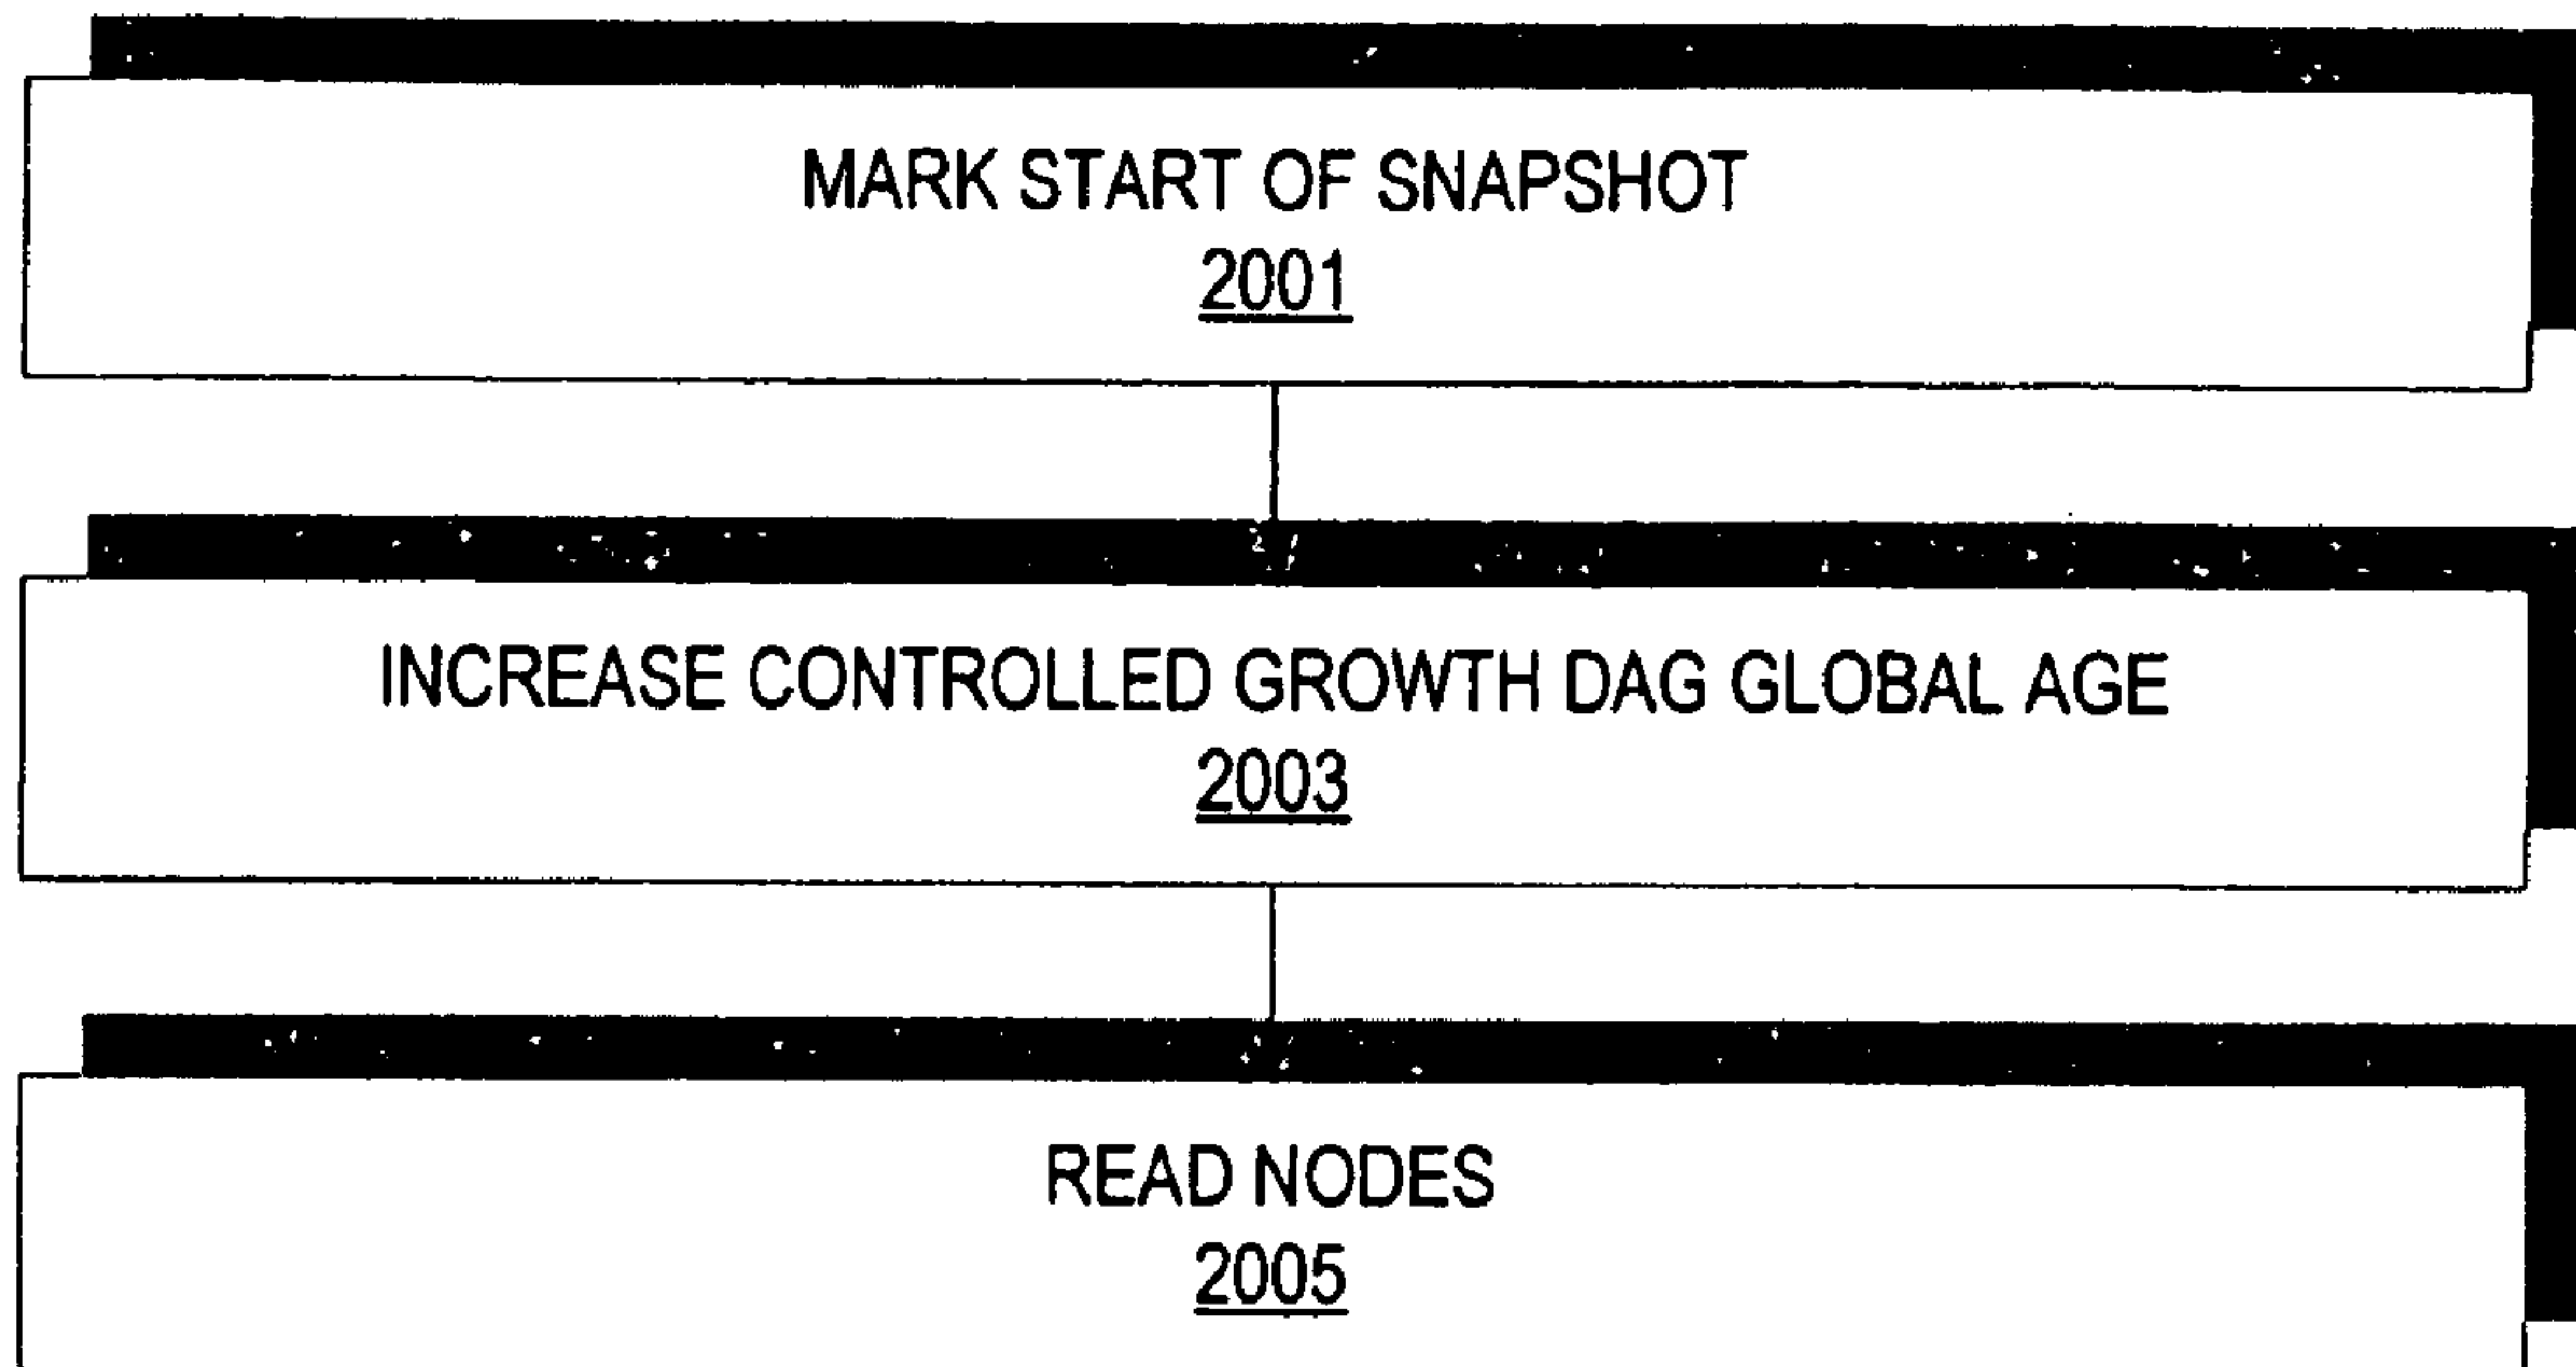 MARK START OF SNAPSHOT
2001
INCREASE CONTROLLED GROWTH DAG GLOBAL AGE
2003
READ NODES
2005